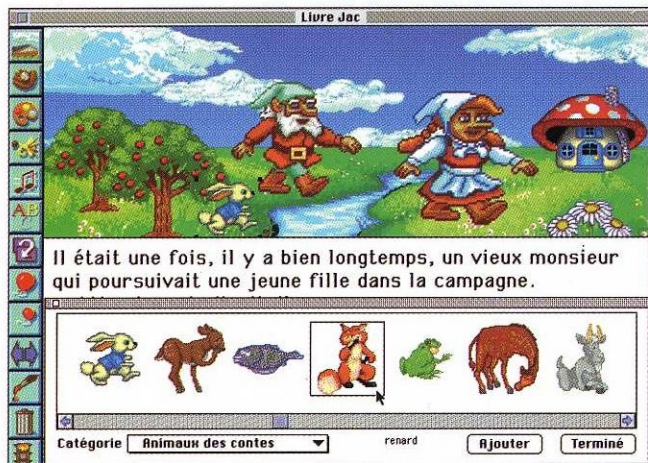 Livre Jac
Il était une fois, il y a bien longtemps, un vieux monsieur
qui poursuivait une jeune fille dans la campagne.
Catégorie
Animaux des contes
renard
Ajouter
Terminé